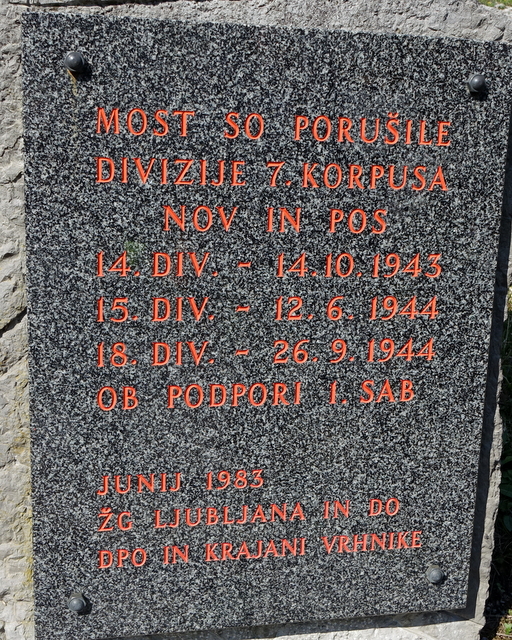 MOST SO PORUŠILE
DIVIZIJE 7. KORPUSA
NOV IN POS
14. DIV. - 14.10.1943
15. DIV. - 12. 6. 1944
18. DIV. - 26. 9. 1944
OB PODPORI 1. SAB
JUNIJ 1983
ŽG LJUBLJANA IN DO
DPO IN KRAJANI VRHNIKE